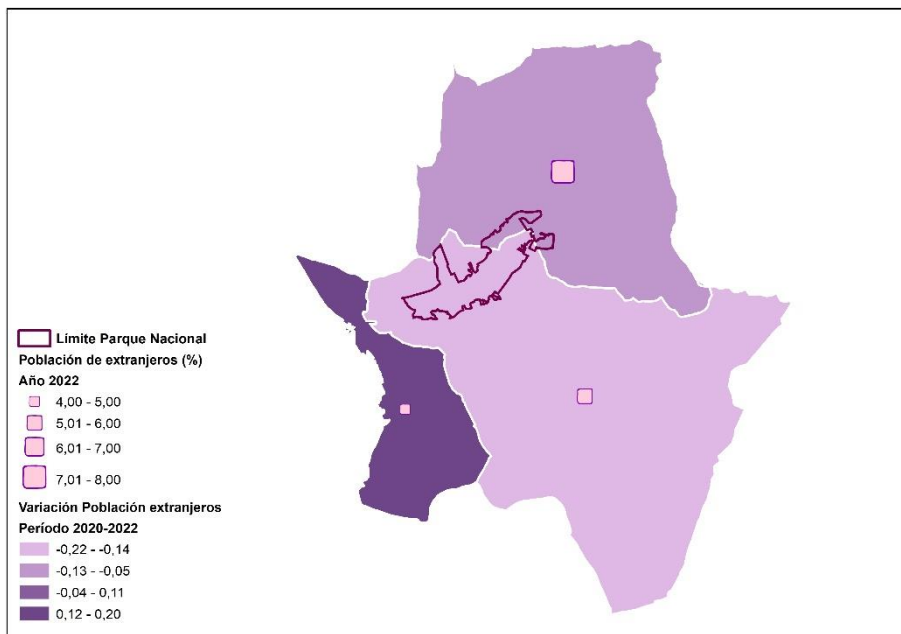 Límite Parque Nacional
Población de extranjeros (%)
Año 2022
4,00 - 5,00
5,01 - 6,00
6,01 - 7,00
7,01 - 8,00
Variación Población extranjeros
Período 2020-2022
-0,22 - -0,14
-0,13 - -0,05
-0,04 - 0,11
0,12 - 0,20